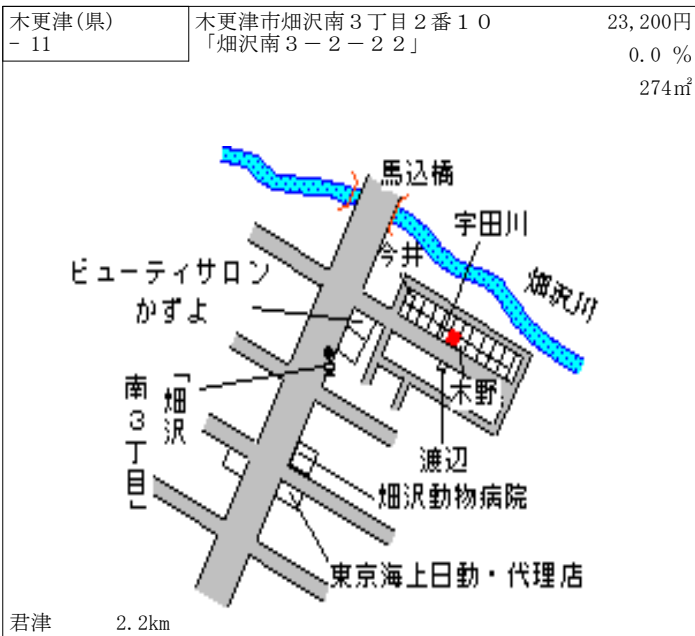 木更津(県)
- 11
木更津市畑沢南３丁目２番１０
「畑沢南３－２－２２」
23,200円
0.0 %
274㎡
馬込橋
宇田川
今井
畑沢川
ビューティサロン
かずよ
木野
「畑沢
南３丁目」
渡辺
畑沢動物病院
東京海上日動・代理店
君津 2.2km